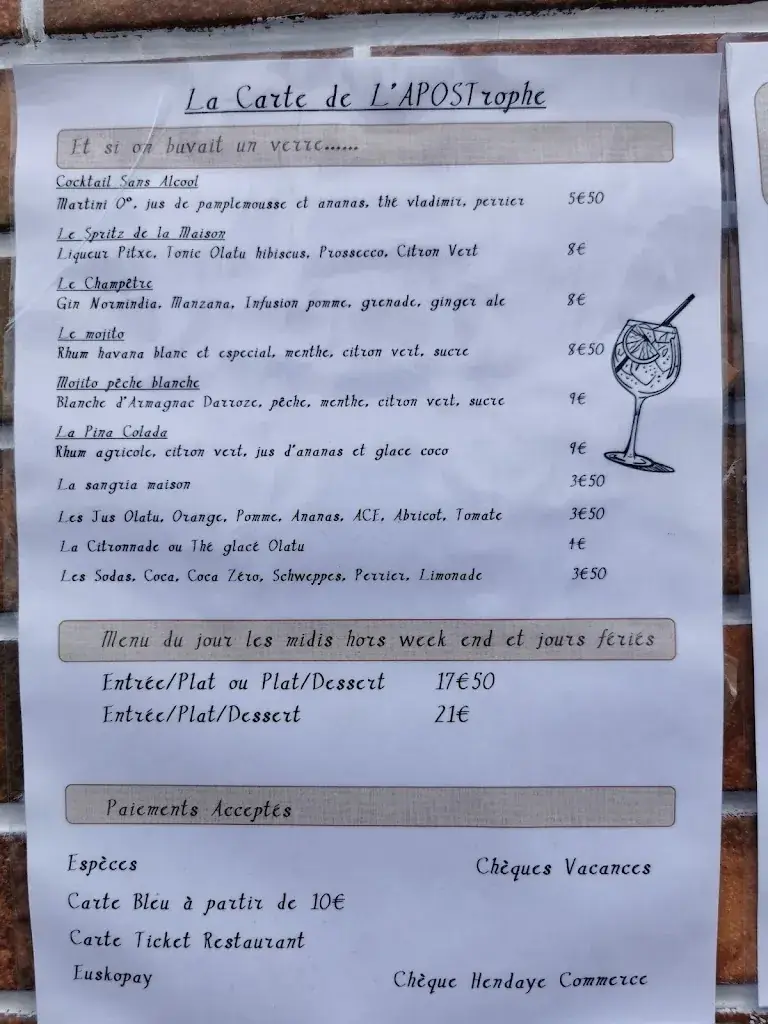 La Carte de L'APOSTrophe
Et si on buvait un verre......
Cocktail Sans Alcool
Martini 0°, jus de pamplemousse et ananas, thé vladimir, perrier 5€50
Le Spritz de la Maison
Liqueur Pitxe, Tonic Olatu hibiscus, Prossecco, Citron Vert 8€
Le Champêtre
Gin Normindia, Manzana, Infusion pomme, grenade, ginger ale 8€
Le mojito
Rhum havana blanc et especial, menthe, citron vert, sucre 8€50
Mojito pêche blanche
Blanche d'Armagnac Darroze, pêche, menthe, citron vert, sucre 9€
La Pina Colada
Rhum agricole, citron vert, jus d'ananas et glace coco 9€
La sangria maison 3€50
Les Jus Olatu, Orange, Pomme, Ananas, ACE, Abricot, Tomate 3€50
La Citronnade ou Thé glacé Olatu 4€
Les Sodas, Coca, Coca Zéro, Schweppes, Perrier, Limonade 3€50
Menu du jour les midis hors week end et jours fériés
Entrée/Plat ou Plat/Dessert 17€50
Entrée/Plat/Dessert 21€
Paiements Acceptés
Espèces Chèques Vacances
Carte Bleu à partir de 10€
Carte Ticket Restaurant
Euskopay Chèque Hendaye Commerce